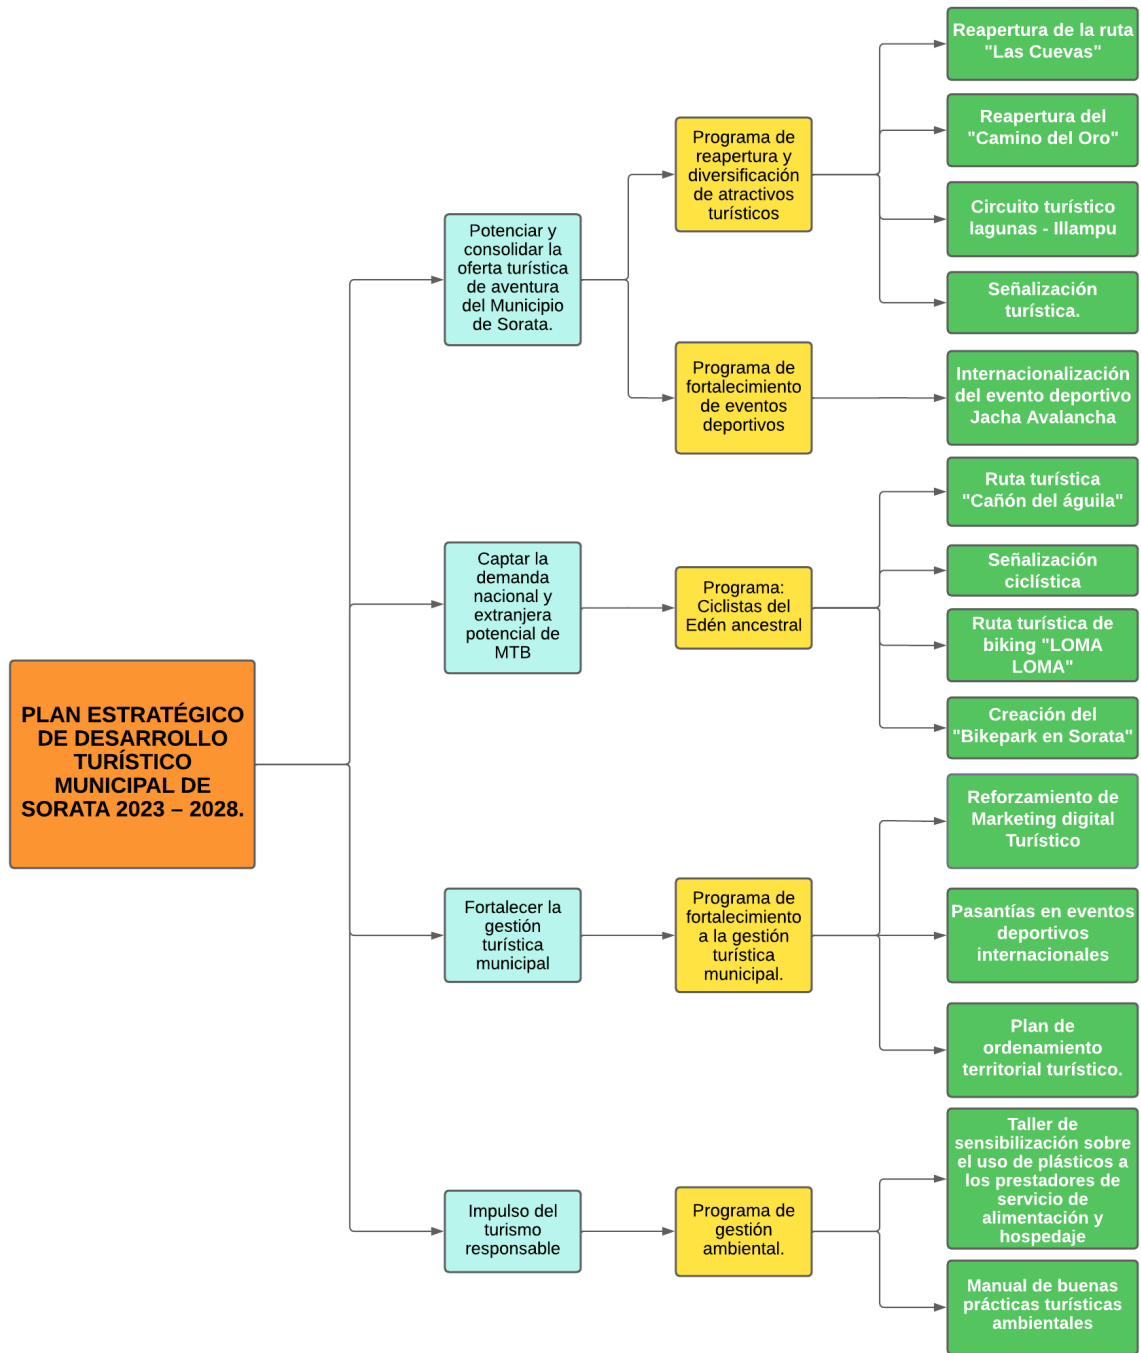 PLAN ESTRATÉGICO
DE DESARROLLO
TURÍSTICO
MUNICIPAL DE
SORATA 2023 – 2028.
Potenciar y
consolidar la
oferta turística
de aventura
del Municipio
de Sorata.
Programa de
reapertura y
diversificación
de atractivos
turísticos
Reapertura de la ruta
"Las Cuevas"
Reapertura del
"Camino del Oro"
Circuito turístico
lagunas - Illampu
Señalización
turística.
Programa de
fortalecimiento
de eventos
deportivos
Internacionalización
del evento deportivo
Jacha Avalancha
Captar la
demanda
nacional y
extranjera
potencial de
MTB
Programa:
Ciclistas del
Edén ancestral
Ruta turística
"Cañón del águila"
Señalización
ciclística
Ruta turística de
biking "LOMA
LOMA"
Creación del
"Bikepark en Sorata"
Fortalecer la
gestión
turística
municipal
Programa de
fortalecimiento
a la gestión
turística
municipal.
Reforzamiento de
Marketing digital
Turístico
Pasantías en eventos
deportivos
internacionales
Plan de
ordenamiento
territorial turístico.
Impulso del
turismo
responsable
Programa de
gestión
ambiental.
Taller de
sensibilización sobre
el uso de plásticos a
los prestadores de
servicio de
alimentación y
hospedaje
Manual de buenas
prácticas turísticas
ambientales